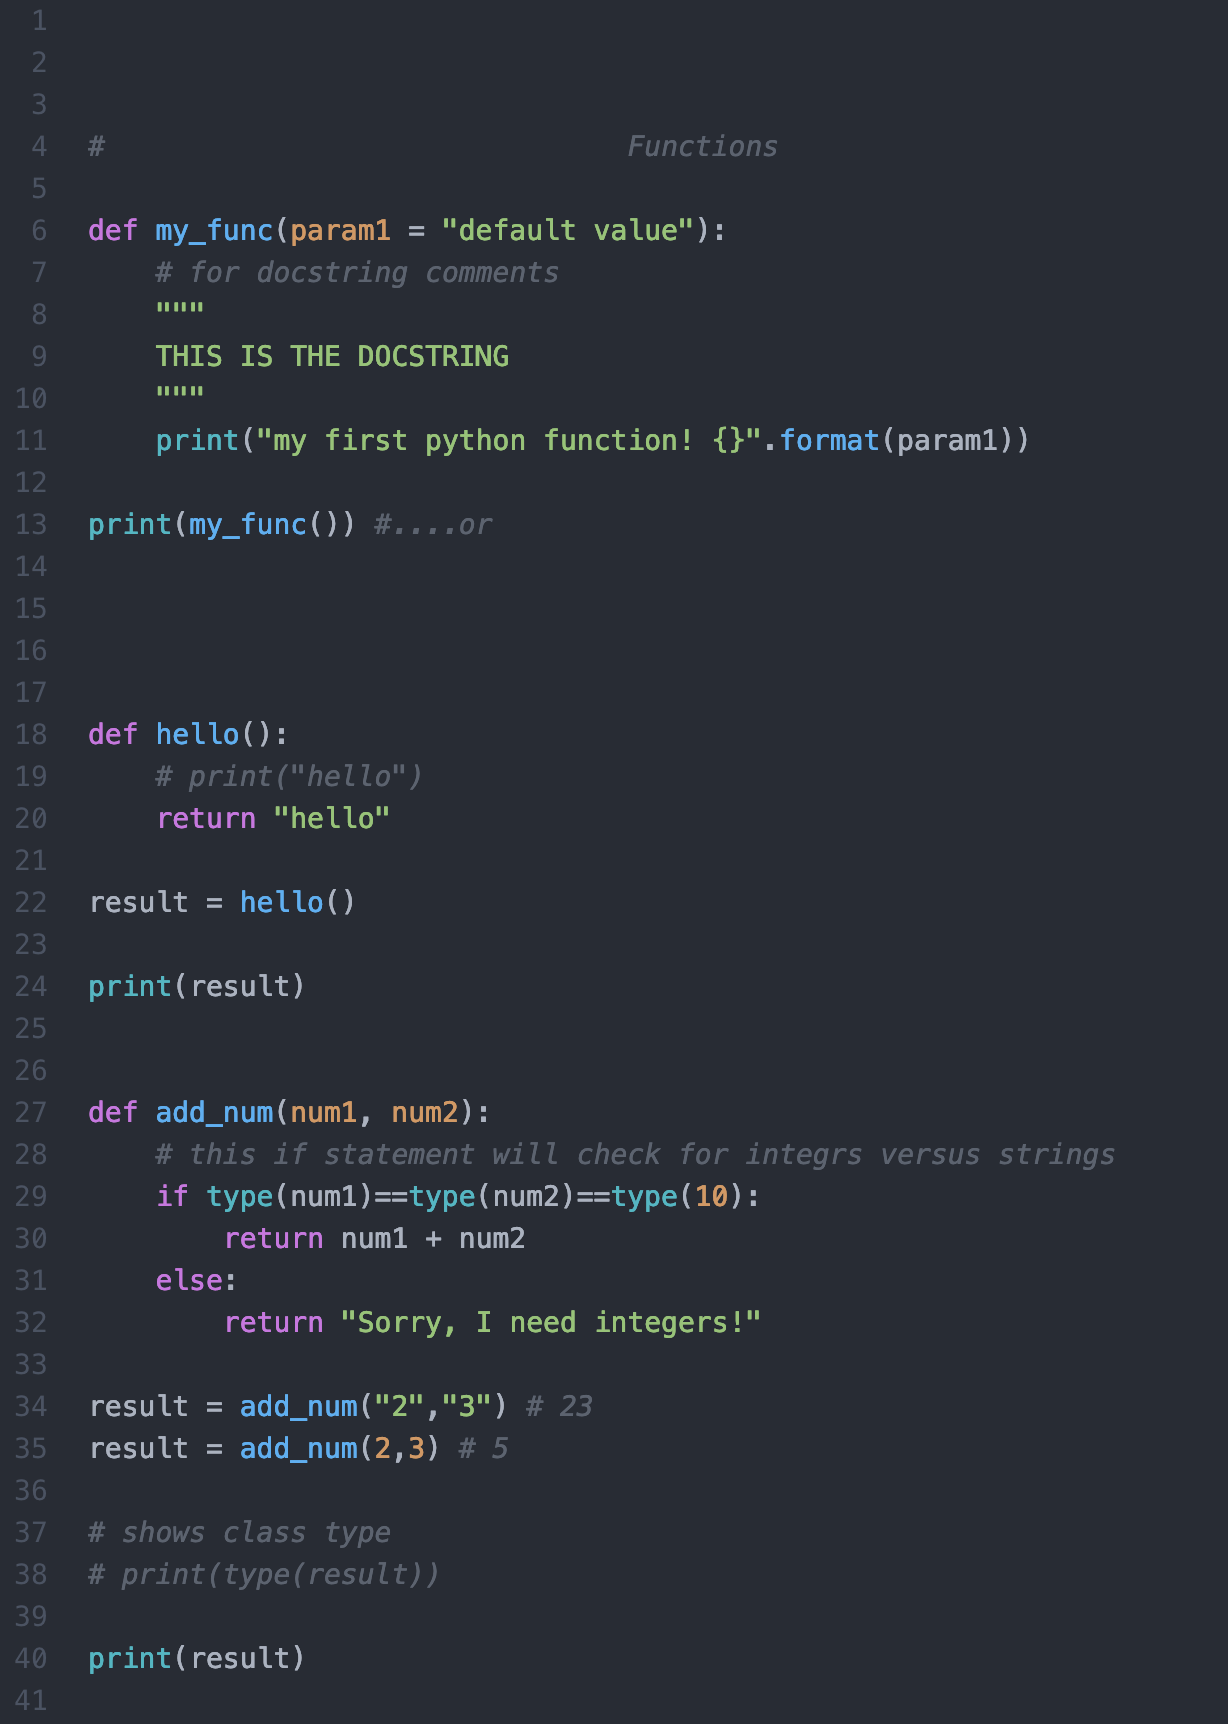 1
2
3
4 # Functions
5
6 def my_func(param1 = "default value"):
7     # for docstring comments
8     """
9     THIS IS THE DOCSTRING
10     """
11     print("my first python function! {}".format(param1))
12
13 print(my_func()) #....or
14
15
16
17
18 def hello():
19     # print("hello")
20     return "hello"
21
22 result = hello()
23
24 print(result)
25
26
27 def add_num(num1, num2):
28     # this if statement will check for integrs versus strings
29     if type(num1)==type(num2)==type(10):
30         return num1 + num2
31     else:
32         return "Sorry, I need integers!"
33
34 result = add_num("2","3") # 23
35 result = add_num(2,3) # 5
36
37 # shows class type
38 # print(type(result))
39
40 print(result)
41